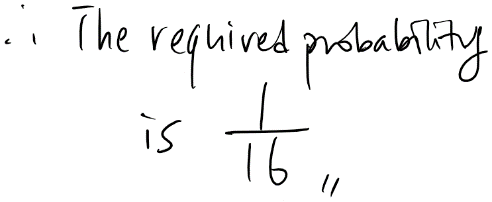 ∴ The required probability
is 1/16 〃